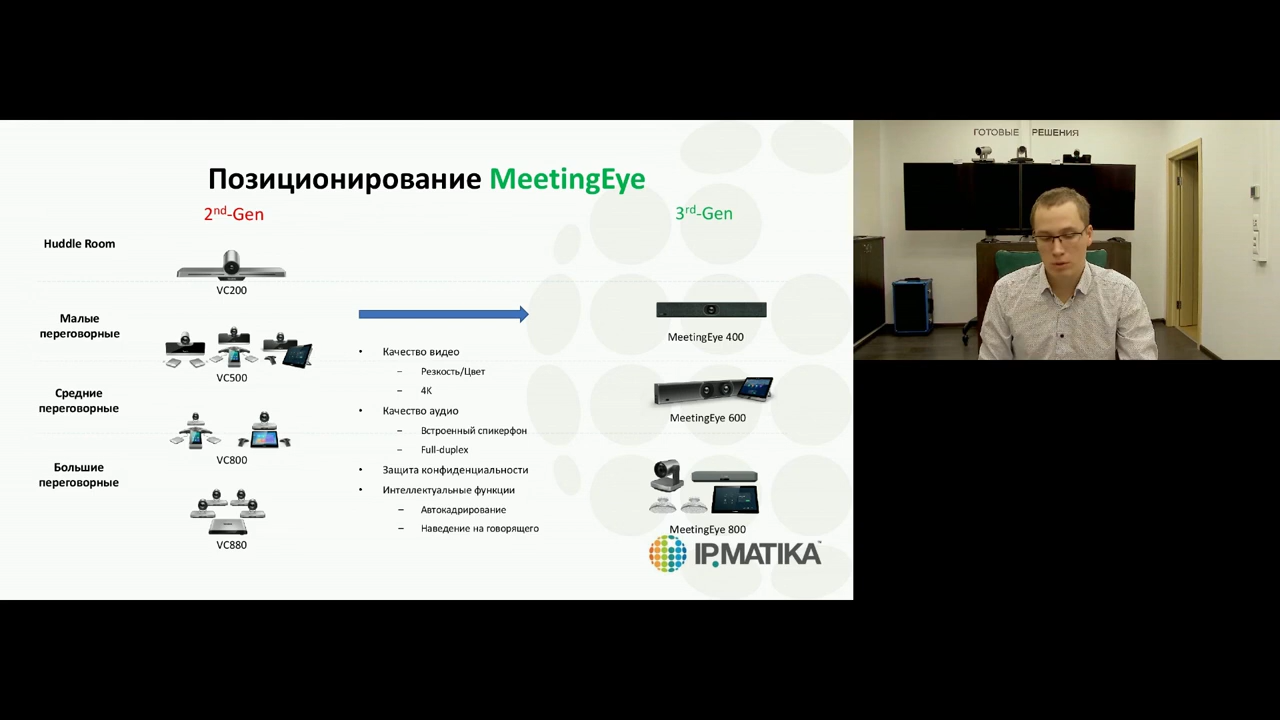 Позиционирование MeetingEye
2nd-Gen
3rd-Gen
Huddle Room
VC200
Малые
переговорные
VC500
Средние
переговорные
VC800
Большие
переговорные
VC880
• Качество видео
– Резкость/Цвет
– 4K
• Качество аудио
– Встроенный спикерфон
– Full-duplex
• Защита конфиденциальности
• Интеллектуальные функции
– Автокадрирование
– Наведение на говорящего
MeetingEye 400
MeetingEye 600
MeetingEye 800
IPMATIKA™
ГОТОВЫЕ РЕШЕНИЯ